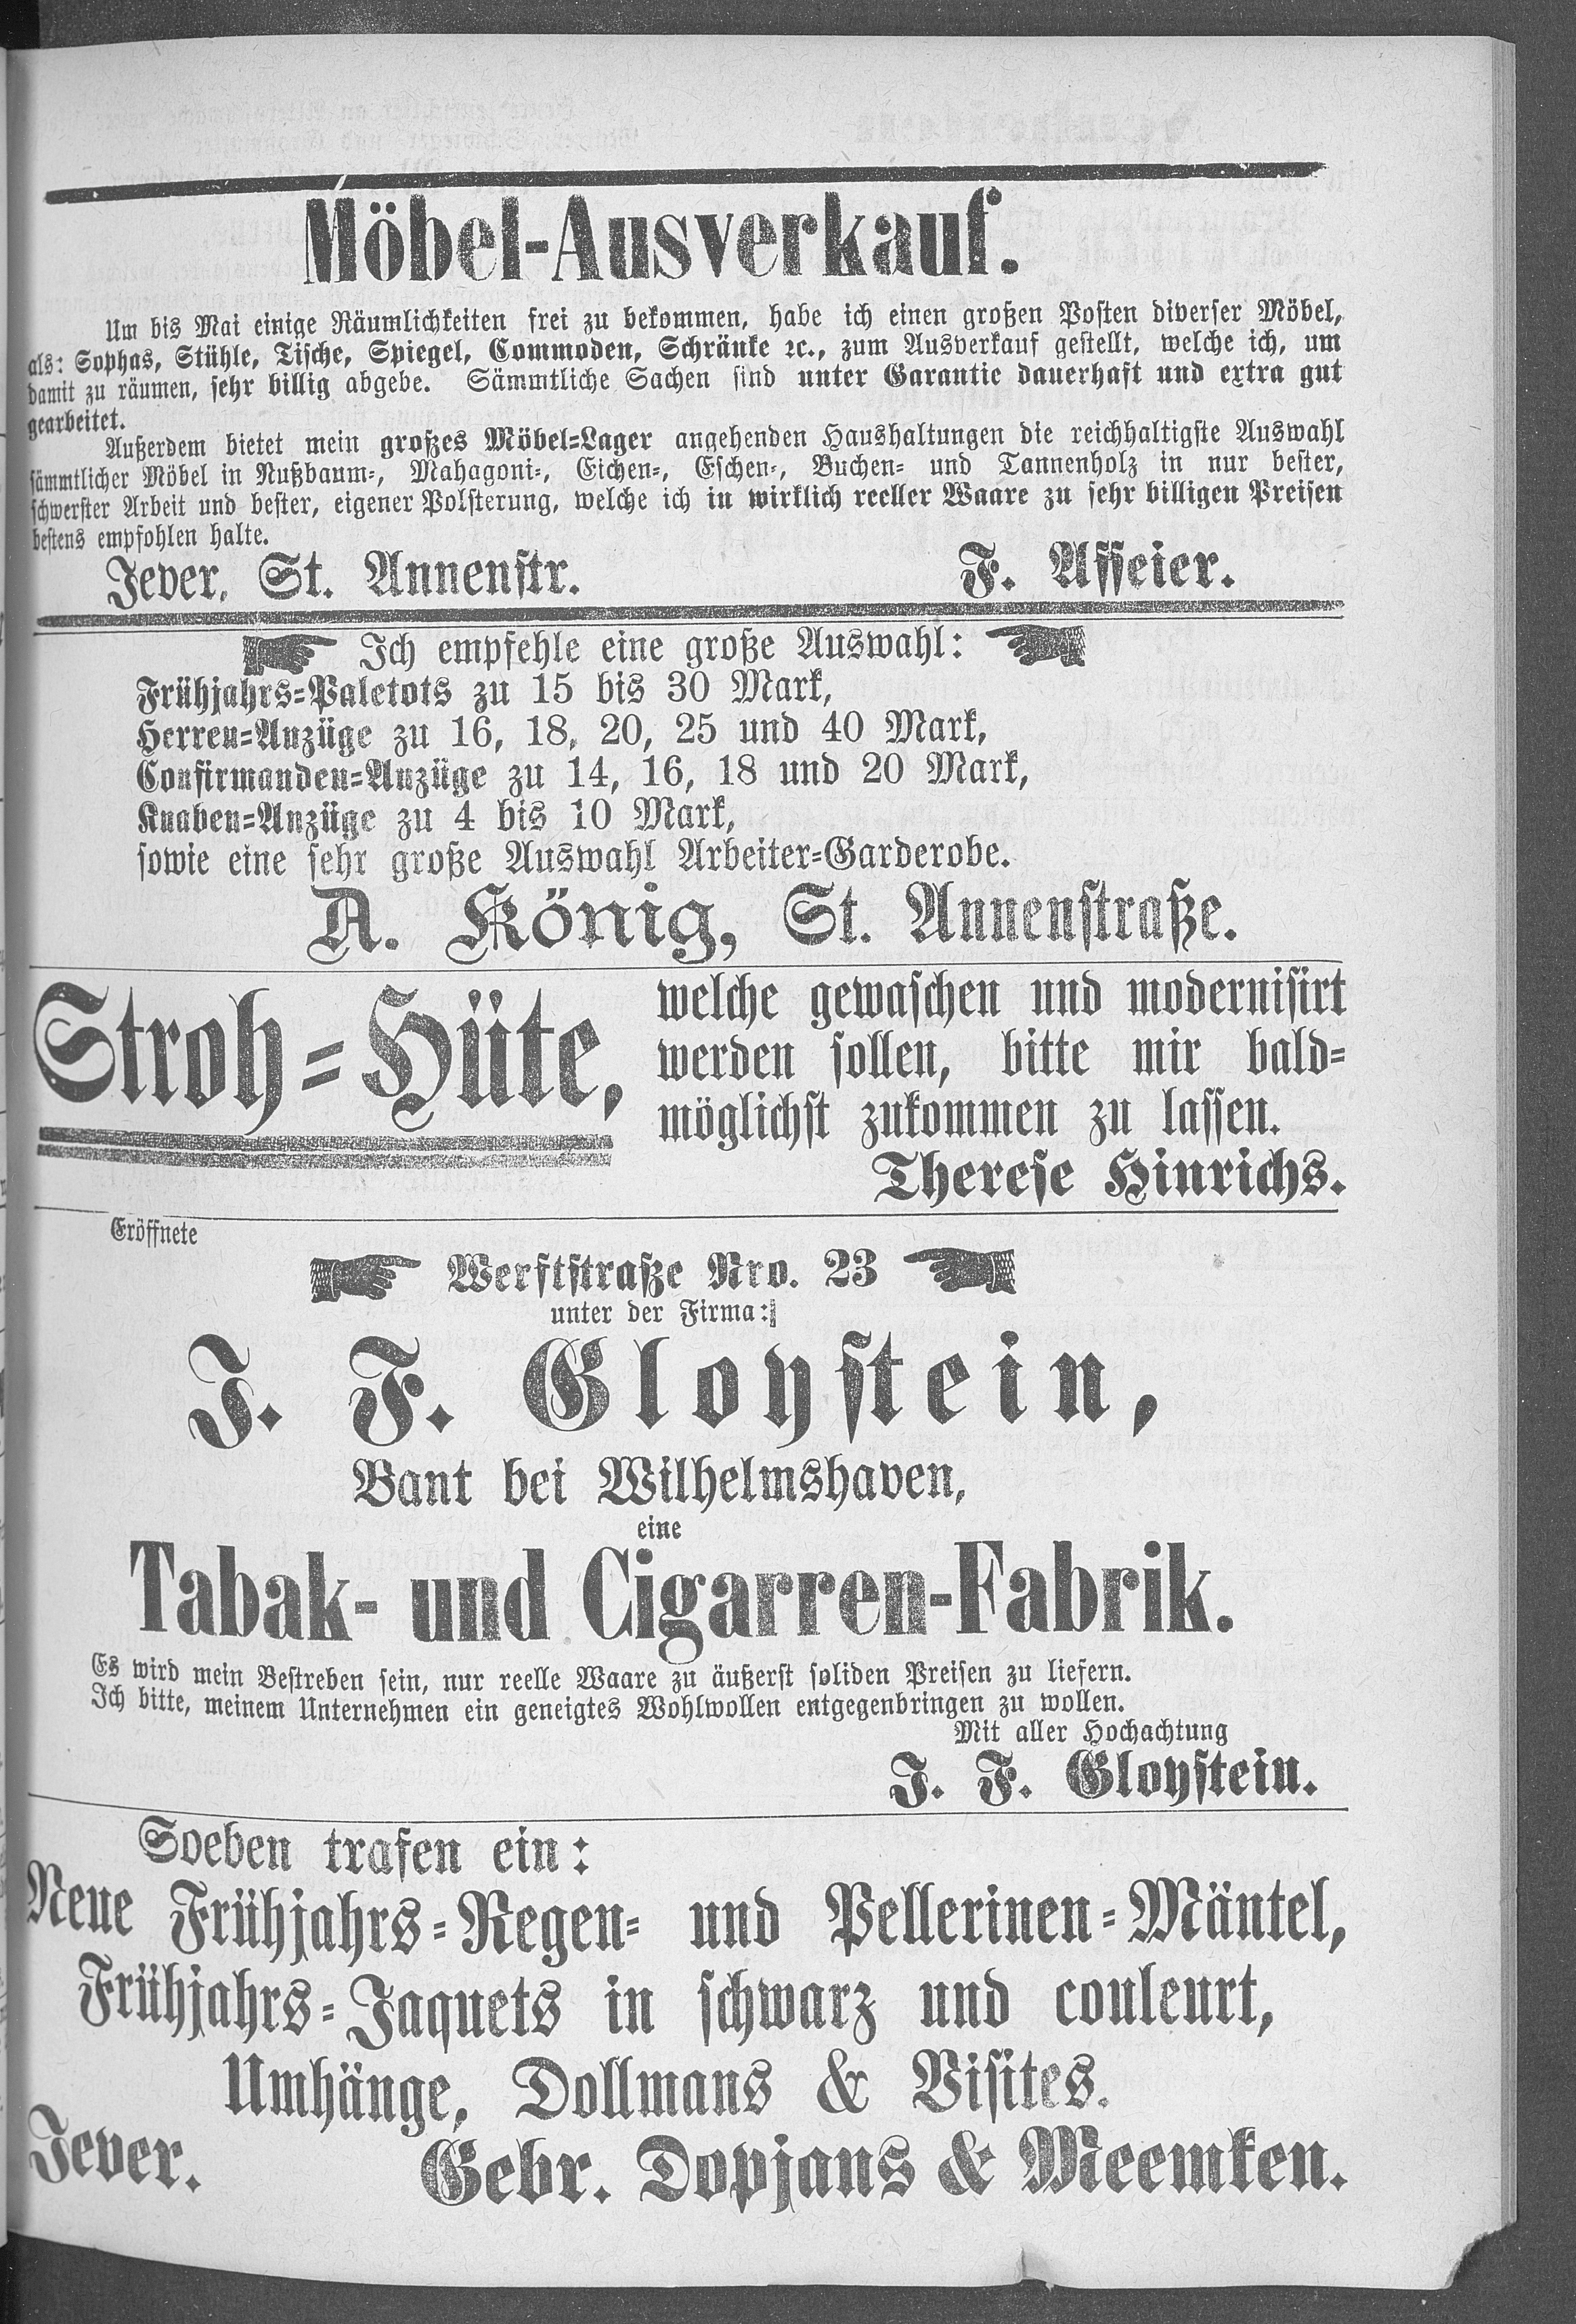 Möbel-Ausverkauf.
Um bis Mai einige Räumlichkeiten frei zu bekommen, habe ich einen großen Posten diverser Möbel,
als: Sophas, Stühle, Tische, Spiegel, Commoden, Schränke ꝛc., zum Ausverkauf gestellt, welche ich, um
damit zu räumen, sehr billig abgebe. Sämmtliche Sachen sind unter Garantie dauerhaft und extra gut
gearbeitet.
Außerdem bietet mein großes Möbel-Lager angehenden Haushaltungen die reichhaltigste Auswahl
sämmtlicher Möbel in Nußbaum-, Mahagoni-, Eichen-, Eschen-, Buchen- und Tannenholz in nur bester,
schwerster Arbeit und bester, eigener Polsterung, welche ich in wirklich reeller Waare zu sehr billigen Preisen
bestens empfohlen halte.
Jever, St. Annenstr. F. Affeier.
Ich empfehle eine große Auswahl:
Frühjahrs-Paletots zu 15 bis 30 Mark,
Herren-Anzüge zu 16, 18, 20, 25 und 40 Mark,
Confirmanden-Anzüge zu 14, 16, 18 und 20 Mark,
Knaben-Anzüge zu 4 bis 10 Mark,
sowie eine sehr große Auswahl Arbeiter-Garderobe.
A. König, St. Annenstraße.
Stroh-Hüte,
welche gewaschen und modernisirt
werden sollen, bitte mir bald-
möglichst zukommen zu lassen.
Therese Hinrichs.
Eröffnete
Werftstraße Nro. 23
unter der Firma:
J. F. Gloystein,
Bant bei Wilhelmshaven,
eine
Tabak- und Cigarren-Fabrik.
Es wird mein Bestreben sein, nur reelle Waare zu äußerst soliden Preisen zu liefern.
Ich bitte, meinem Unternehmen ein geneigtes Wohlwollen entgegenbringen zu wollen.
Mit aller Hochachtung
J. F. Gloystein.
Soeben trafen ein:
Neue Frühjahrs-Regen- und Pellerinen-Mäntel,
Frühjahrs-Jaquets in schwarz und couleurt,
Umhänge, Dollmans & Visites.
Jever. Gebr. Dopjans & Meemken.